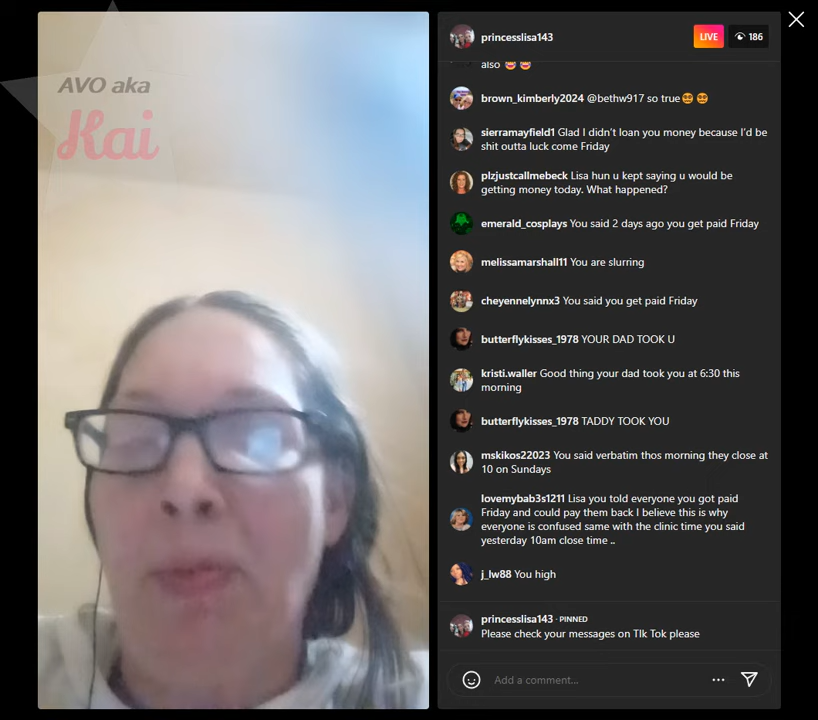 AVO aka
Kai
princesslisa143
LIVE
186
also 🤡 🤡
brown_kimberly2024 @bethw917 so true
sierramayfield1 Glad I didn't loan you money because I'd be
shit outta luck come Friday
plzjustcallmebeck Lisa hun u kept saying u would be
getting money today. What happened?
emerald_cosplays You said 2 days ago you get paid Friday
melissamarshall11 You are slurring
cheyennelynnx3 You said you get paid Friday
butterflykisses_1978 YOUR DAD TOOK U
kristi.waller Good thing your dad took you at 6:30 this
morning
butterflykisses_1978 TADDY TOOK YOU
mskikos22023 You said verbatim thos morning they close at
10 on Sundays
lovemybab3s1211 Lisa you told everyone you got paid
Friday and could pay them back I believe this is why
everyone is confused same with the clinic time you said
yesterday 10am close time ..
j_lw88 You high
princesslisa143 · PINNED
Please check your messages on TIk Tok please
Add a comment...